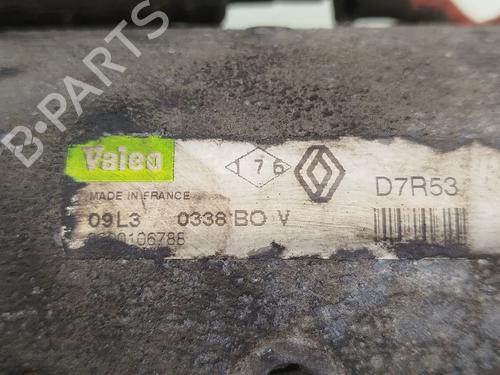 Valeo
76
D7R53
MADE IN FRANCE
09L3 0338 BO V
B-PARTS